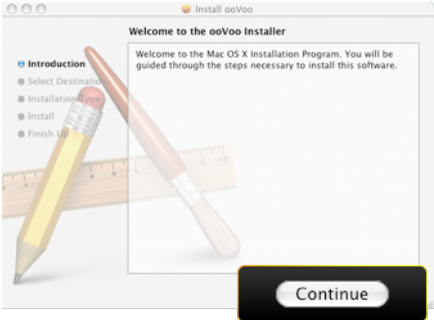 Install ooVoo
Welcome to the ooVoo Installer
Introduction
Select Destination
Installation Type
Install
Finish Up
Welcome to the Mac OS X Installation Program. You will be
guided through the steps necessary to install this software.
Continue